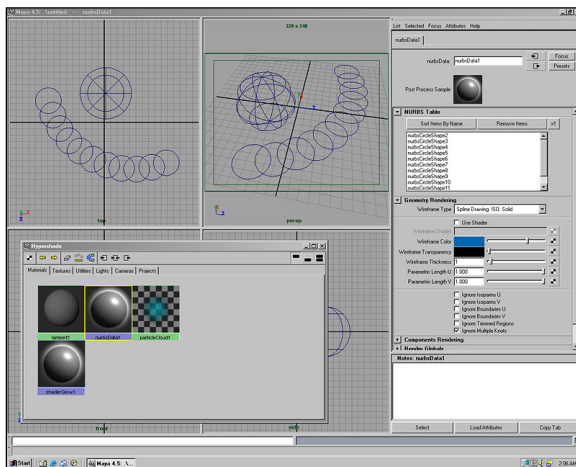 Maya 4.5: .\untitled --- nurbsData1
320 x 240
top
persp
front
side
List Selected Focus Attributes Help
nurbsData1
nurbsData: nurbsData1
Focus
Presets
Post Process Sample
NURBS Table
Sort Items By Name
Remove Items
nurbsCircleShape2
nurbsCircleShape3
nurbsCircleShape4
nurbsCircleShape5
nurbsCircleShape6
nurbsCircleShape7
nurbsCircleShape8
nurbsCircleShape9
nurbsCircleShape10
nurbsCircleShape11
Geometry Rendering
Wireframe Type Spline Drawing: ISO: Solid
Use Shader
Wireframe Shader
Wireframe Color
Wireframe Transparency
Wireframe Thickness 1
Parametric Length U 1.000
Parametric Length V 1.000
Ignore Isoparms U
Ignore Isoparms V
Ignore Boundaries U
Ignore Boundaries V
Ignore Trimmed Regions
Ignore Multiple Knots
Components Rendering
Render Globals
Notes: nurbsData1
Select
Load Attributes
Copy Tab
Hypershade
Materials Textures Utilities Lights Cameras Projects
lambert1
nurbsData1
particleCloud1
shaderGlow1
Start
Maya 4.5: .\...
2:06 AM